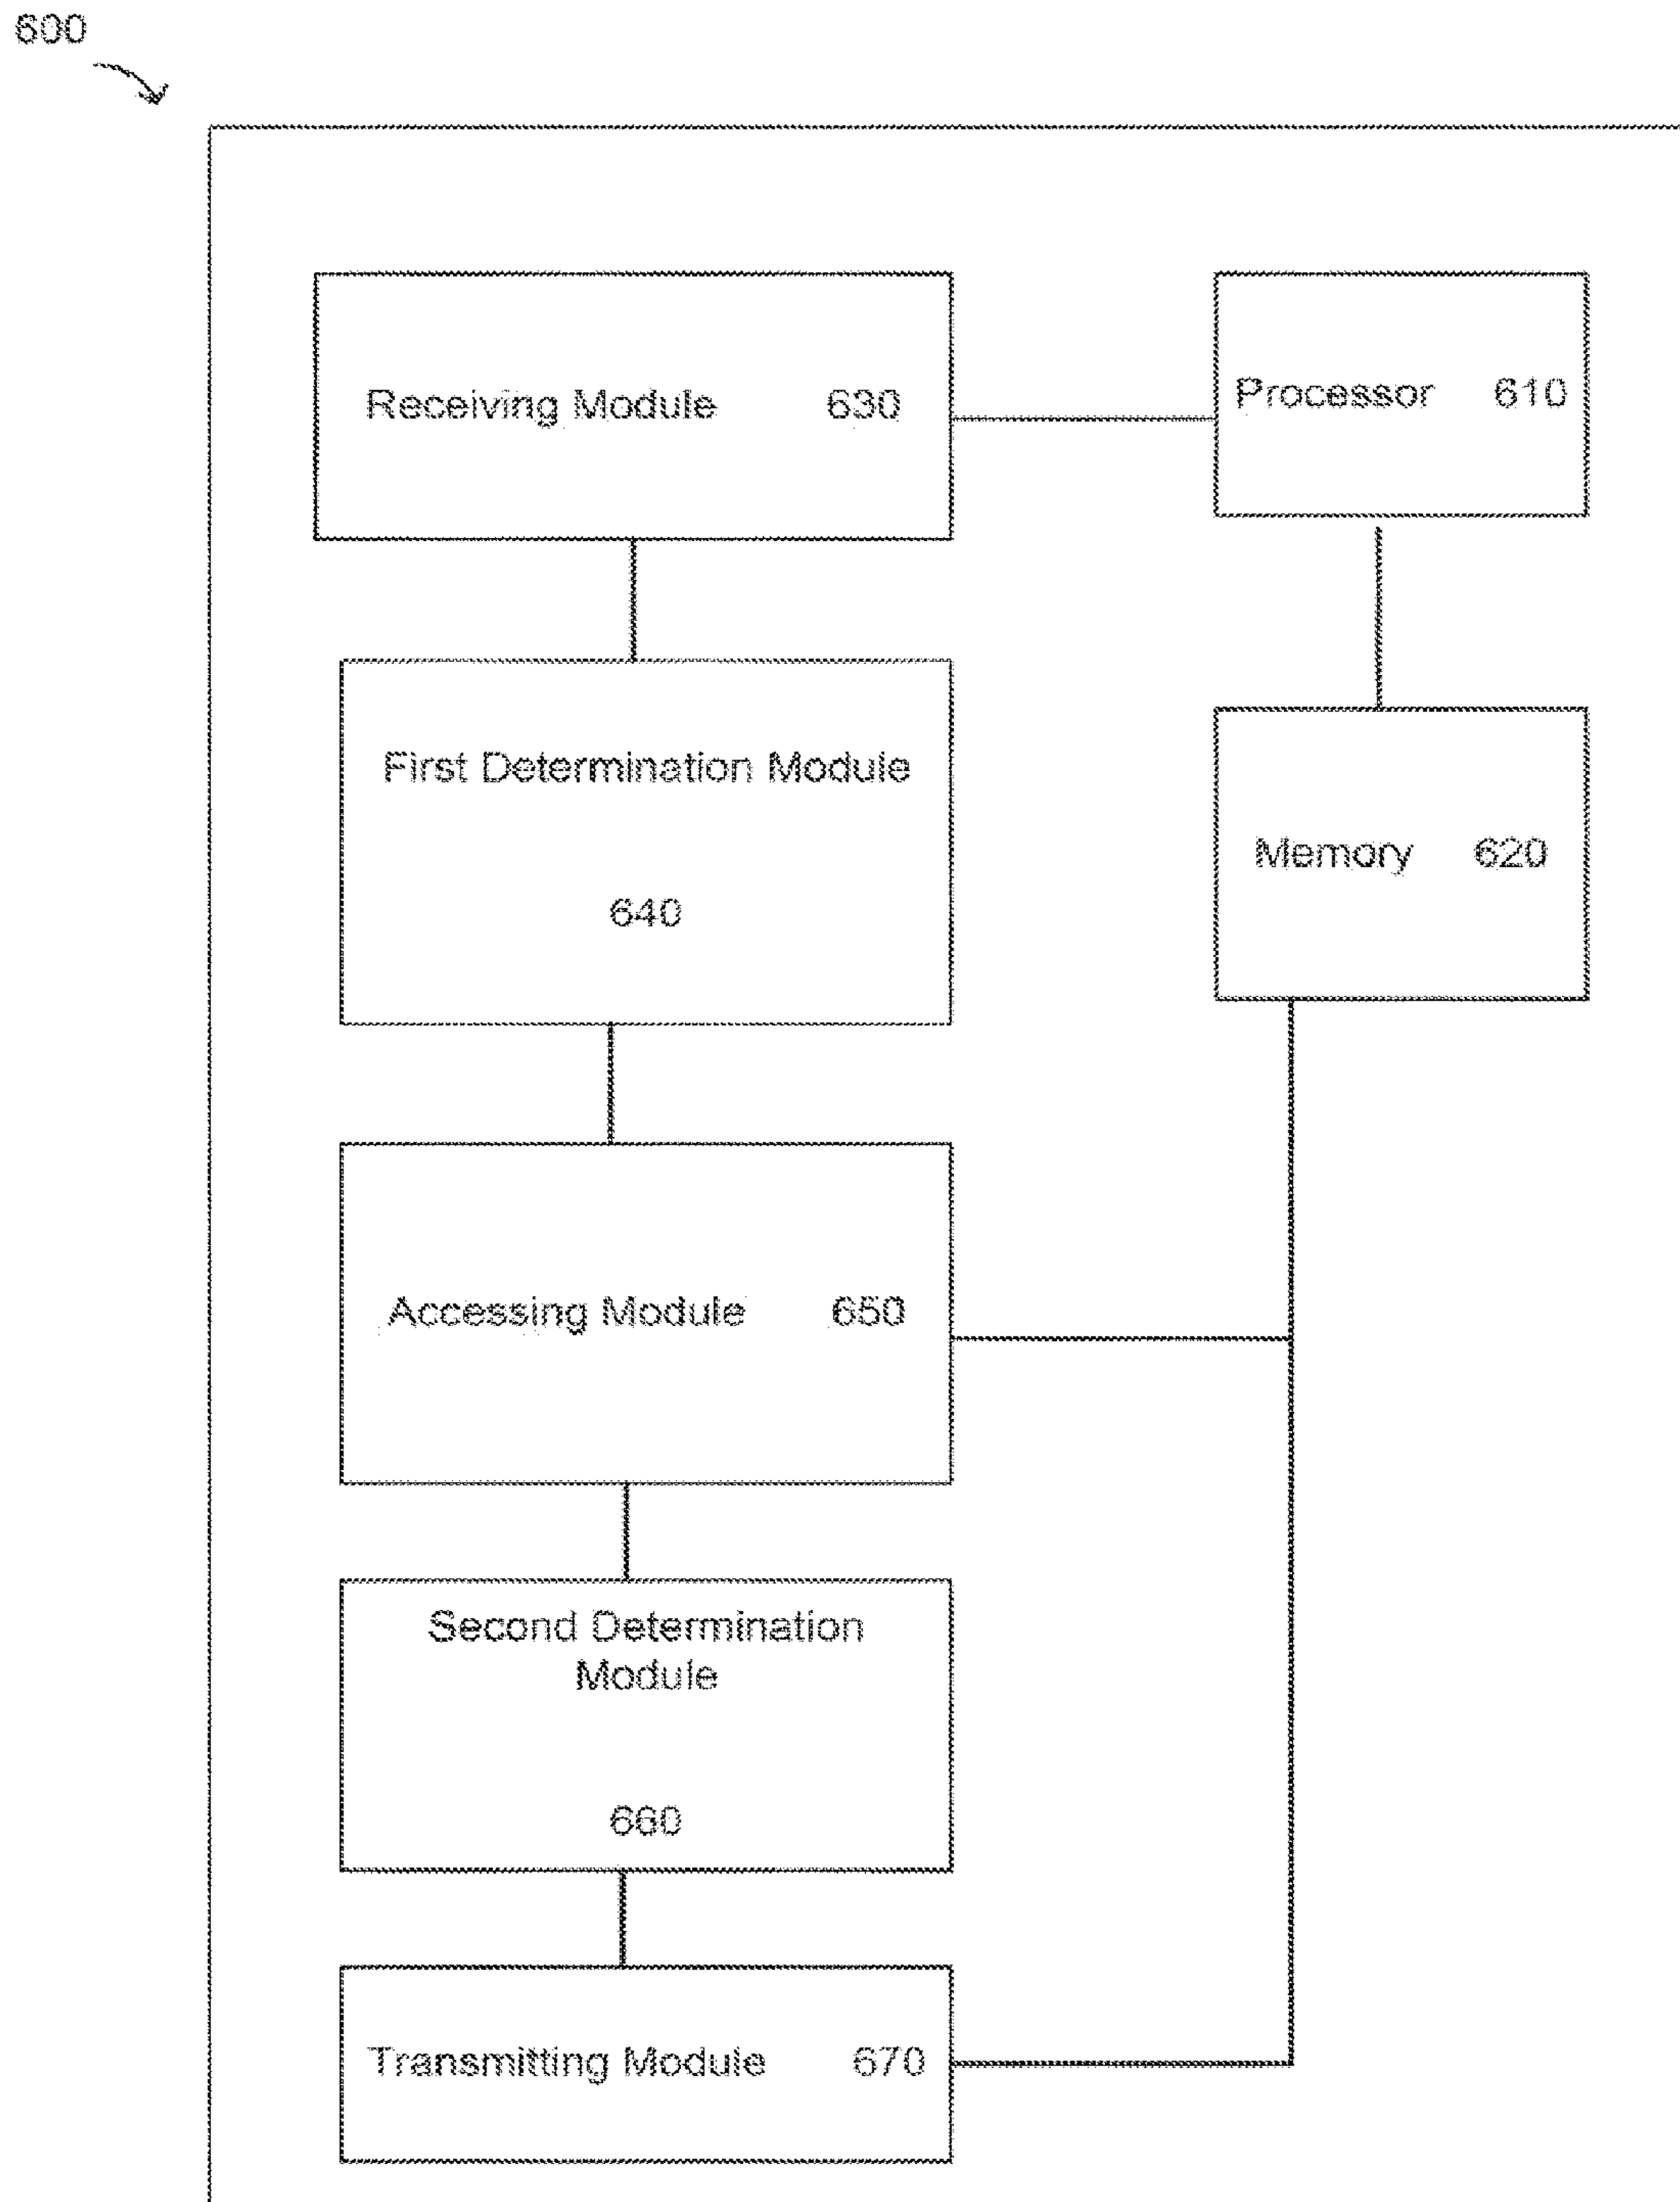 600
Receiving Module 630
Processor 610
First Determination Module
640
Memory 620
Accessing Module 650
Second Determination
Module
660
Transmitting Module 670